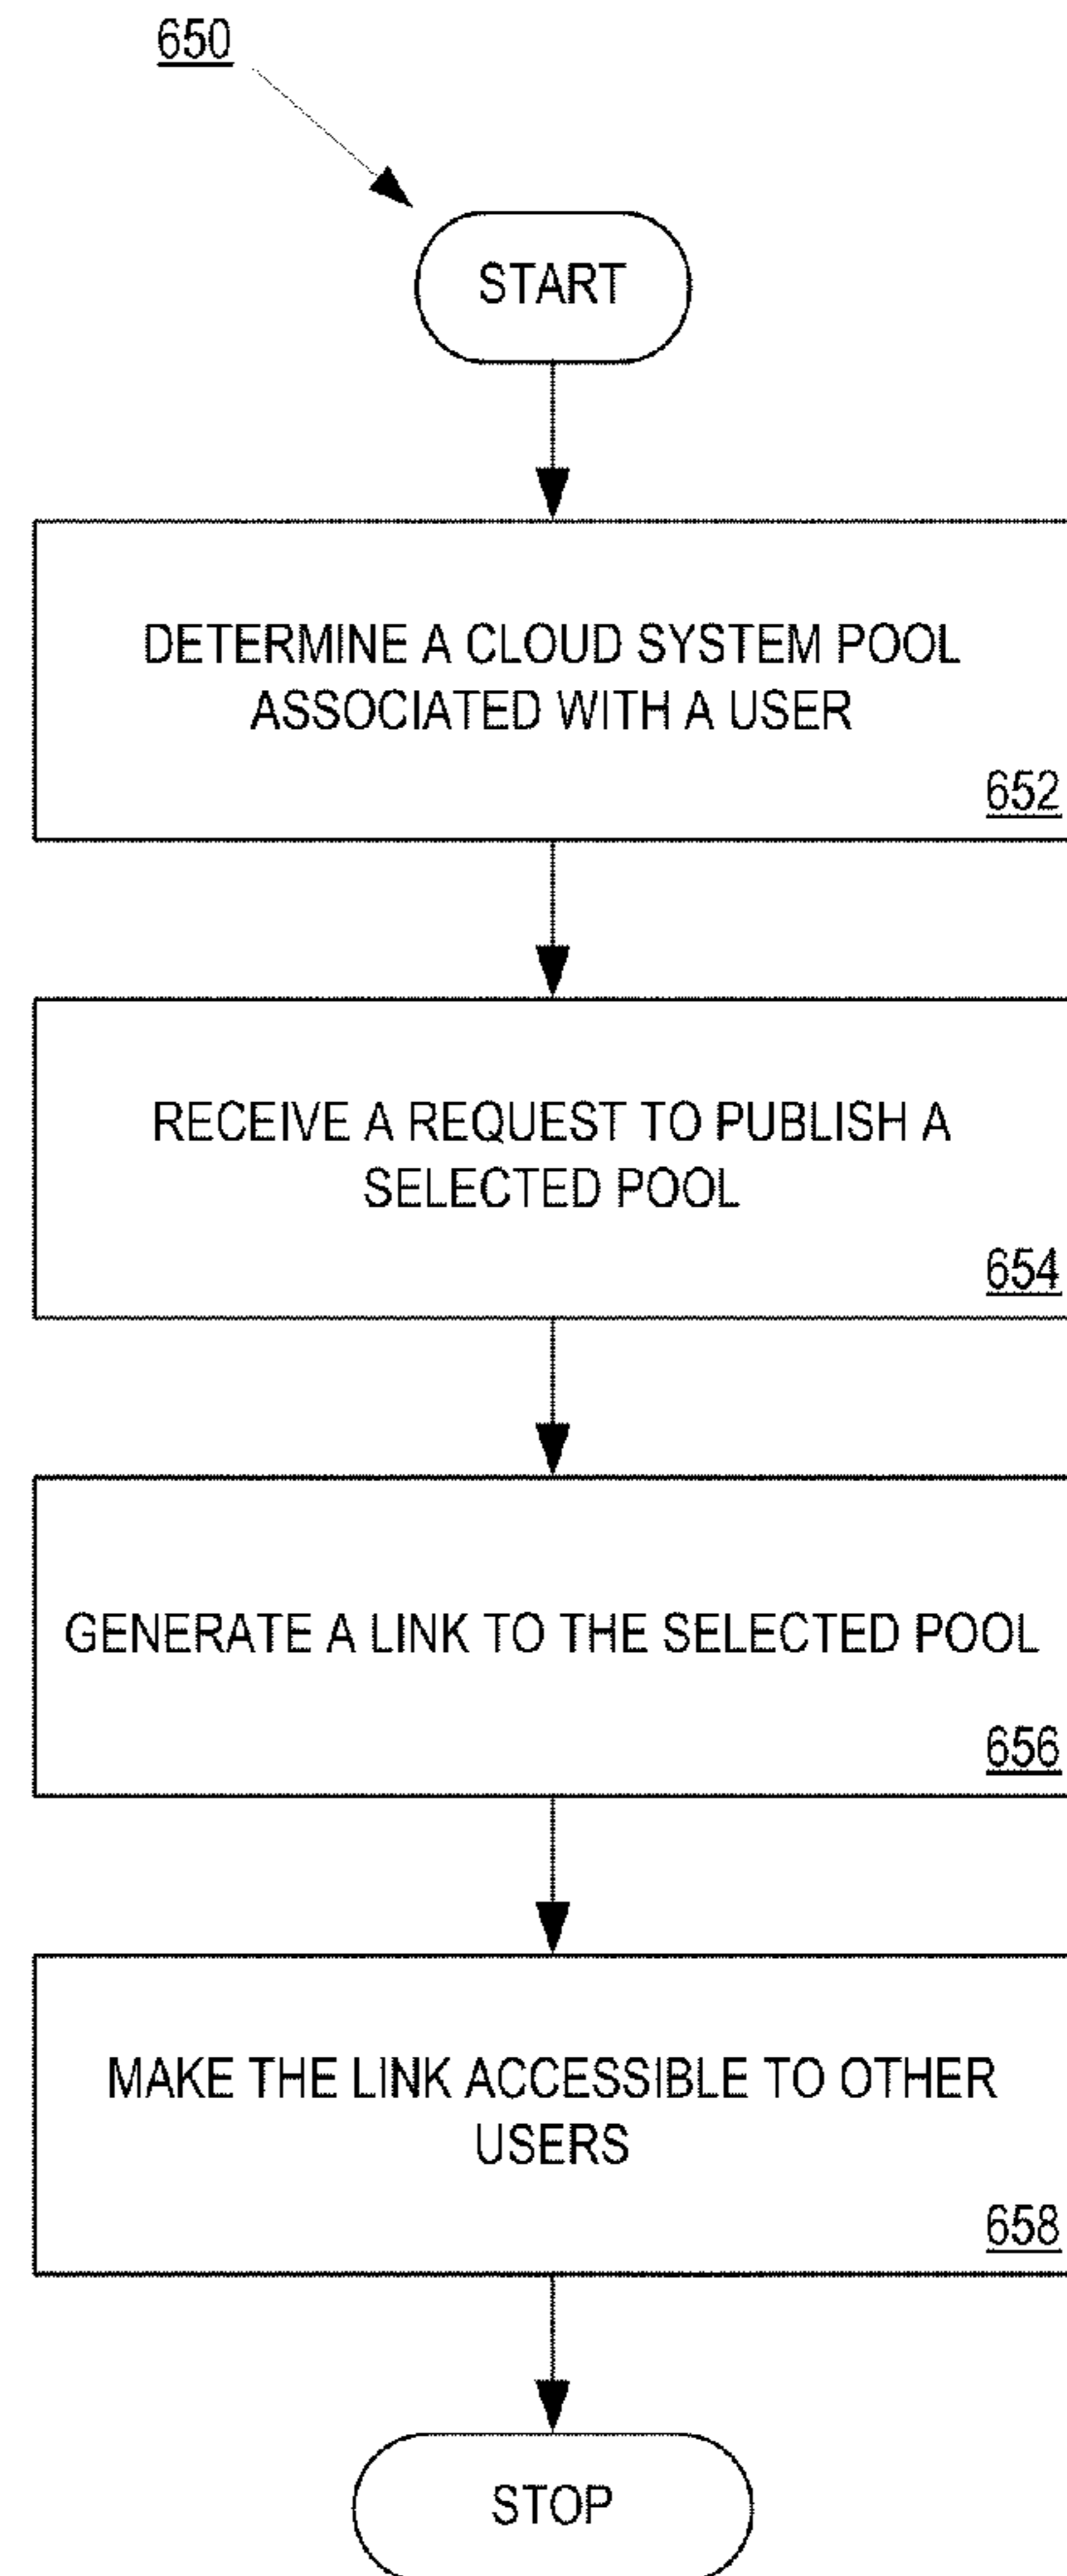 650
START
DETERMINE A CLOUD SYSTEM POOL
ASSOCIATED WITH A USER
652
RECEIVE A REQUEST TO PUBLISH A
SELECTED POOL
654
GENERATE A LINK TO THE SELECTED POOL
656
MAKE THE LINK ACCESSIBLE TO OTHER
USERS
658
STOP